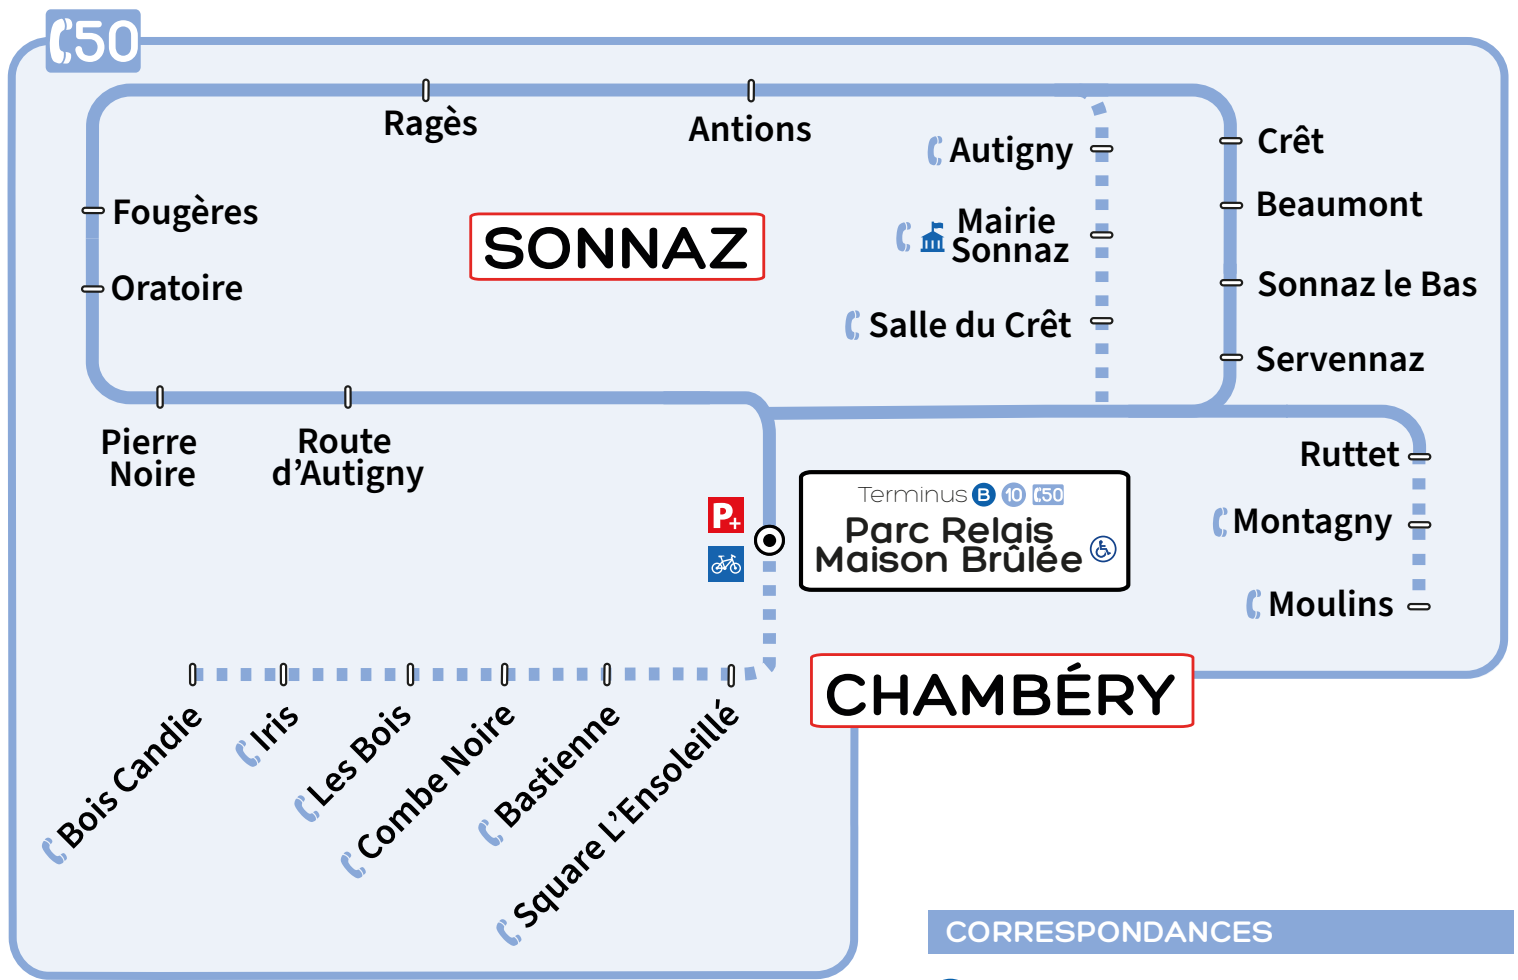 50
Ragès
Antions
Autigny
Crêt
Fougères
Mairie
Sonnaz
Beaumont
SONNAZ
Oratoire
Sonnaz le Bas
Salle du Crêt
Servennaz
Pierre
Noire
Route
d’Autigny
Ruttet
Terminus B 10 50
Parc Relais
Maison Brûlée
P+
Montagny
Moulins
CHAMBÉRY
Bois Candie
Iris
Les Bois
Combe Noire
Bastienne
Square L’Ensoleillé
CORRESPONDANCES